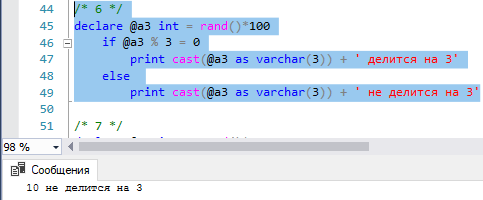 44 /* 6 */
45 declare @a3 int = rand()*100
46 if @a3 % 3 = 0
47 print cast(@a3 as varchar(3)) + ' делится на 3'
48 else
49 print cast(@a3 as varchar(3)) + ' не делится на 3'
50
51 /* 7 */
98 %
Сообщения
10 не делится на 3